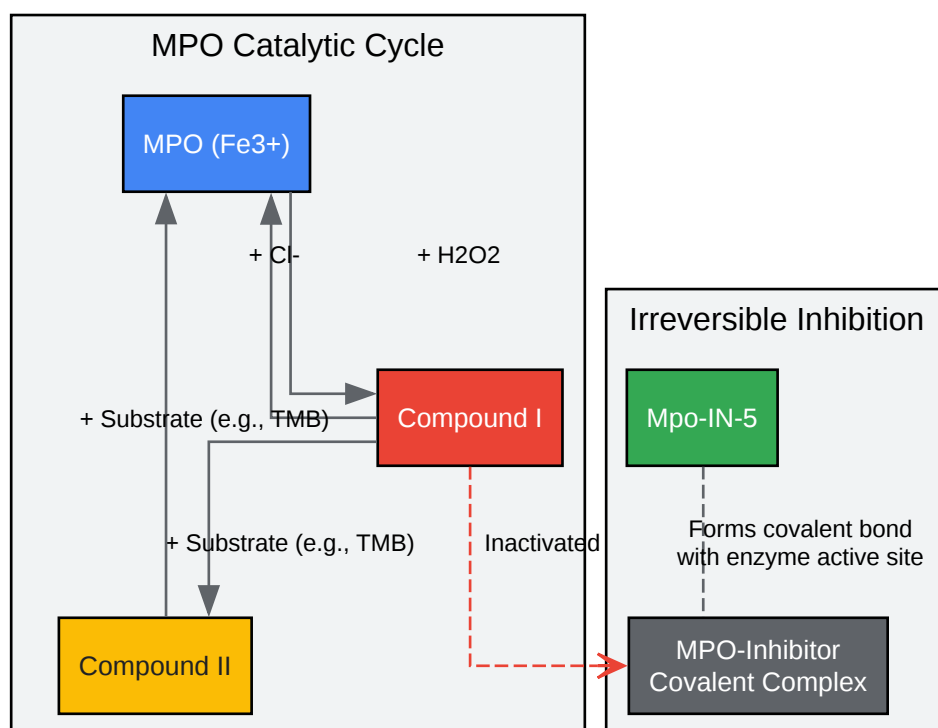 MPO Catalytic Cycle
MPO (Fe3+)
+ Cl-
+ H2O2
Irreversible Inhibition
Compound I
Mpo-IN-5
+ Substrate (e.g., TMB)
+ Substrate (e.g., TMB)
Inactivated
Forms covalent bond
with enzyme active site
Compound II
MPO-Inhibitor
Covalent Complex